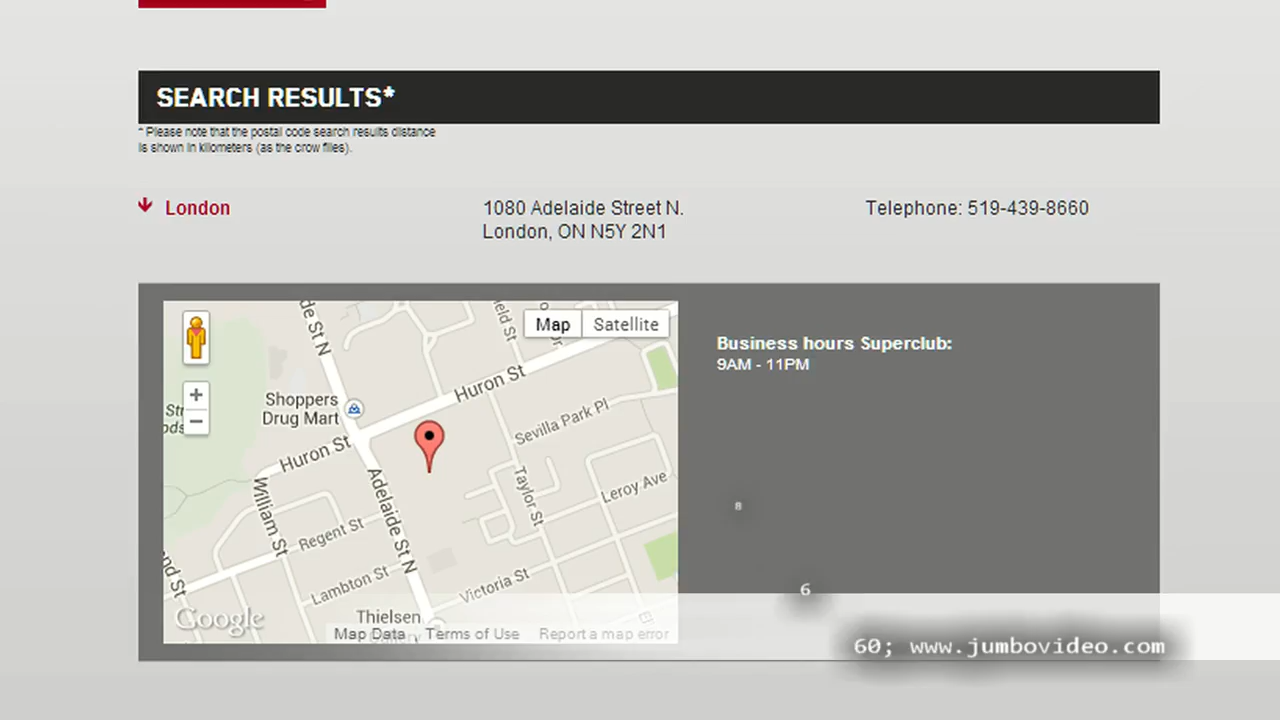 SEARCH RESULTS*
* Please note that the postal code search results distance
is shown in kilometers (as the crow flies).
London
1080 Adelaide Street N.
London, ON N5Y 2N1
Telephone: 519-439-8660
Map
Satellite
Huron St
Shoppers
Drug Mart
+
−
Sevilla Park Pl
Huron St
Adelaide St N
Taylor St
Leroy Ave
William St
Regent St
Lambton St
Victoria St
Thielsen
Google
Map Data
Terms of Use
Report a map error
Business hours Superclub:
9AM - 11PM
8
6
60; www.jumbovideo.com